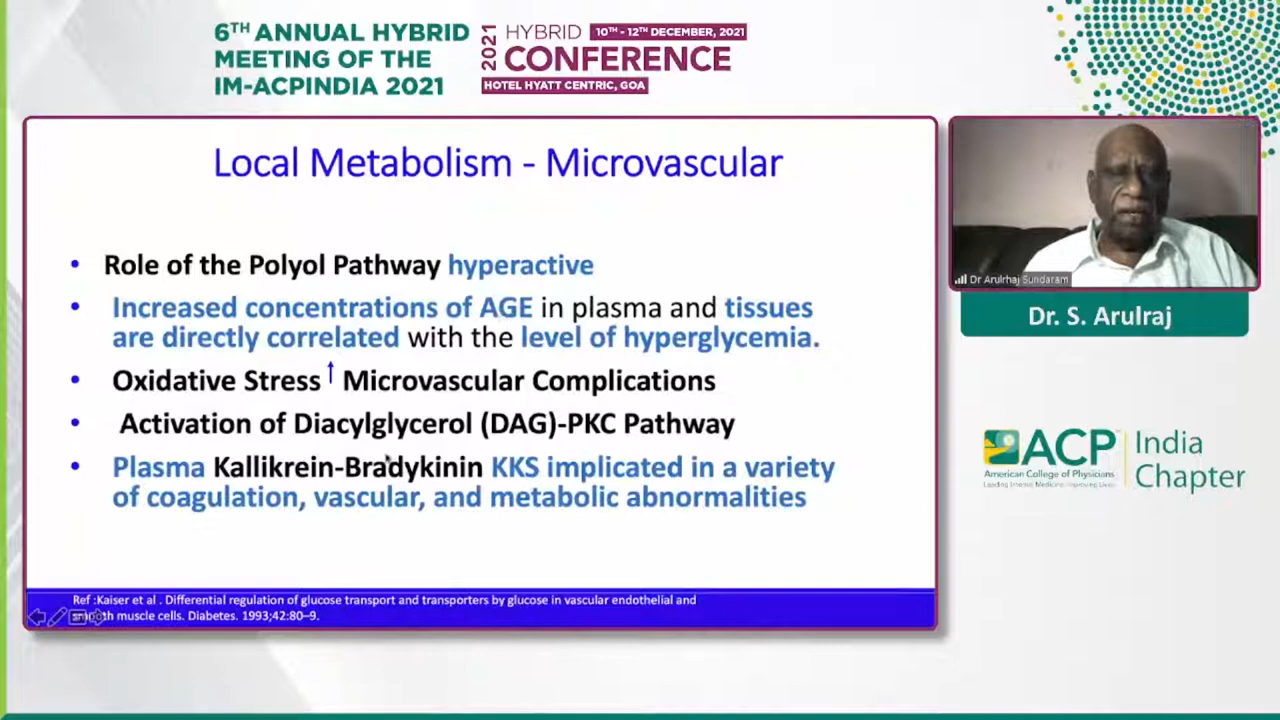 6TH ANNUAL HYBRID
MEETING OF THE
IM-ACPINDIA 2021
2021
HYBRID 10TH - 12TH DECEMBER, 2021
CONFERENCE
HOTEL HYATT CENTRIC, GOA
Local Metabolism - Microvascular
• Role of the Polyol Pathway hyperactive
• Increased concentrations of AGE in plasma and tissues
are directly correlated with the level of hyperglycemia.
• Oxidative Stress ↑ Microvascular Complications
• Activation of Diacylglycerol (DAG)-PKC Pathway
• Plasma Kallikrein-Bradykinin KKS implicated in a variety
of coagulation, vascular, and metabolic abnormalities
Ref :Kaiser et al . Differential regulation of glucose transport and transporters by glucose in vascular endothelial and
smooth muscle cells. Diabetes. 1993;42:80–9.
Dr Arulrhaj Sundaram
Dr. S. Arulraj
ACP
American College of Physicians
India
Chapter